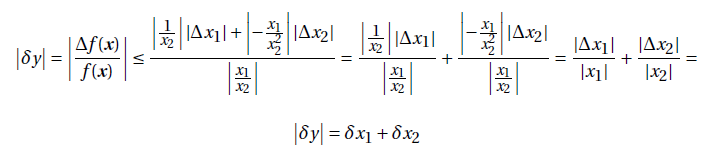 |δy| = |Δf(x)/f(x)| ≤ (|1/x₂||Δx₁| + |−x₁/x₂²||Δx₂|)/|x₁/x₂| = (|1/x₂||Δx₁|)/|x₁/x₂| + (|−x₁/x₂²||Δx₂|)/|x₁/x₂| = |Δx₁|/|x₁| + |Δx₂|/|x₂| =
|δy| = δx₁ + δx₂